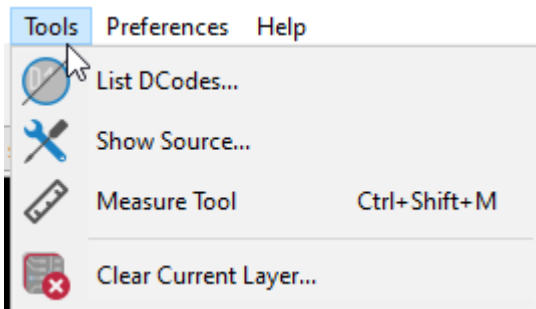 Tools Preferences Help
List DCodes...
Show Source...
Measure Tool Ctrl+Shift+M
Clear Current Layer...